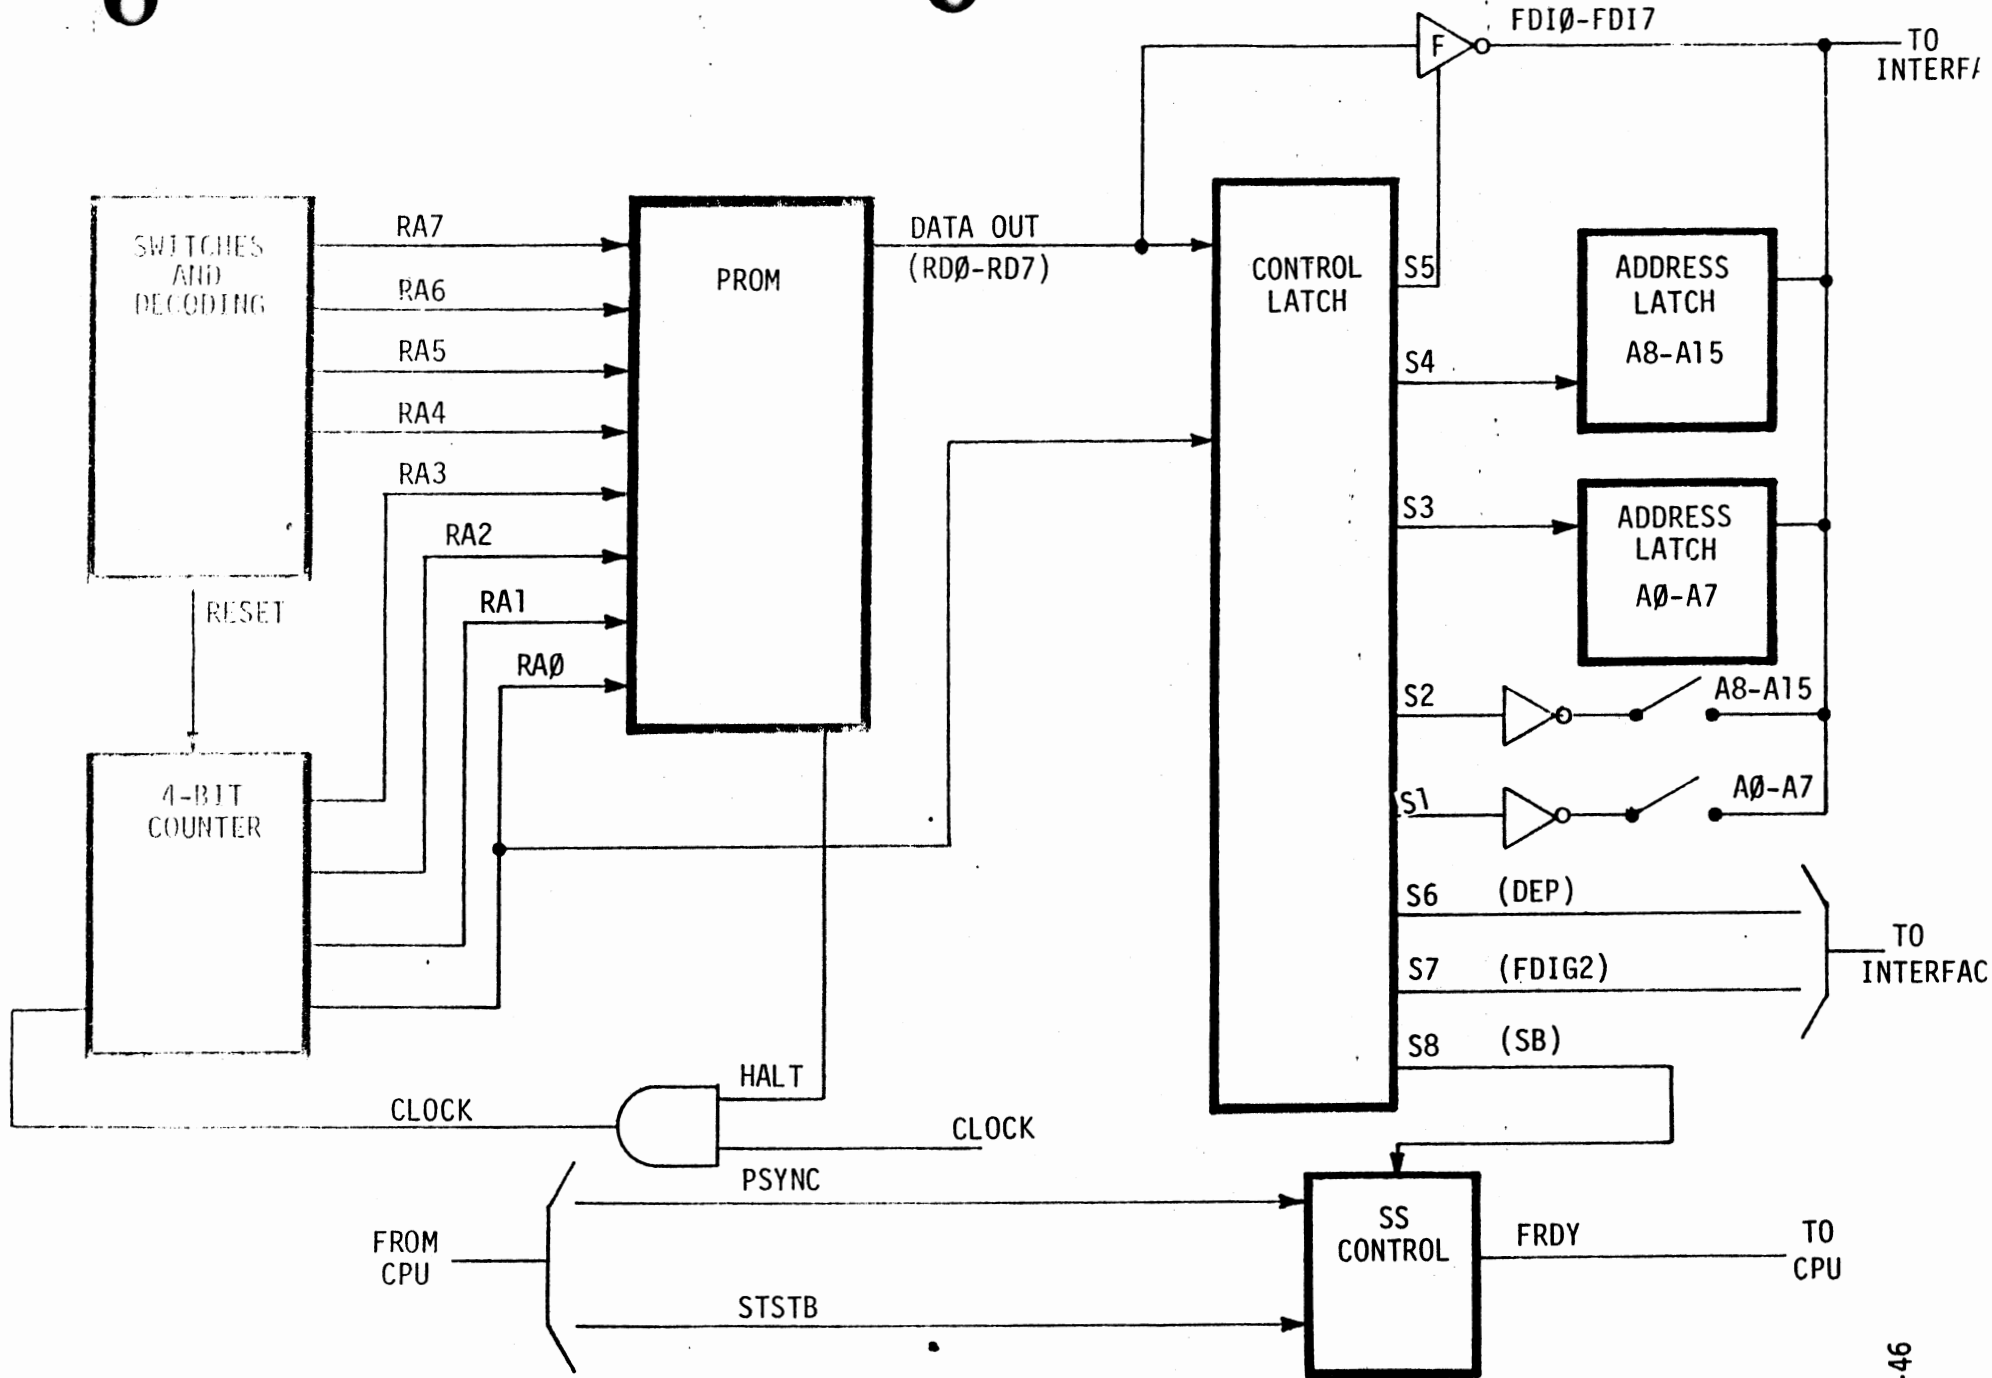 FDIØ-FDI7
F
TO
INTERFA
SWITCHES
AND
DECODING
RA7
RA6
RA5
RA4
RA3
RA2
RA1
RAØ
RESET
4-BIT
COUNTER
PROM
DATA OUT
(RDØ-RD7)
CONTROL
LATCH
S5
S4
S3
S2
S1
S6
S7
S8
ADDRESS
LATCH
A8-A15
ADDRESS
LATCH
AØ-A7
A8-A15
AØ-A7
(DEP)
(FDIG2)
(SB)
TO
INTERFAC
HALT
CLOCK
CLOCK
PSYNC
FROM
CPU
STSTB
SS
CONTROL
FRDY
TO
CPU
-46